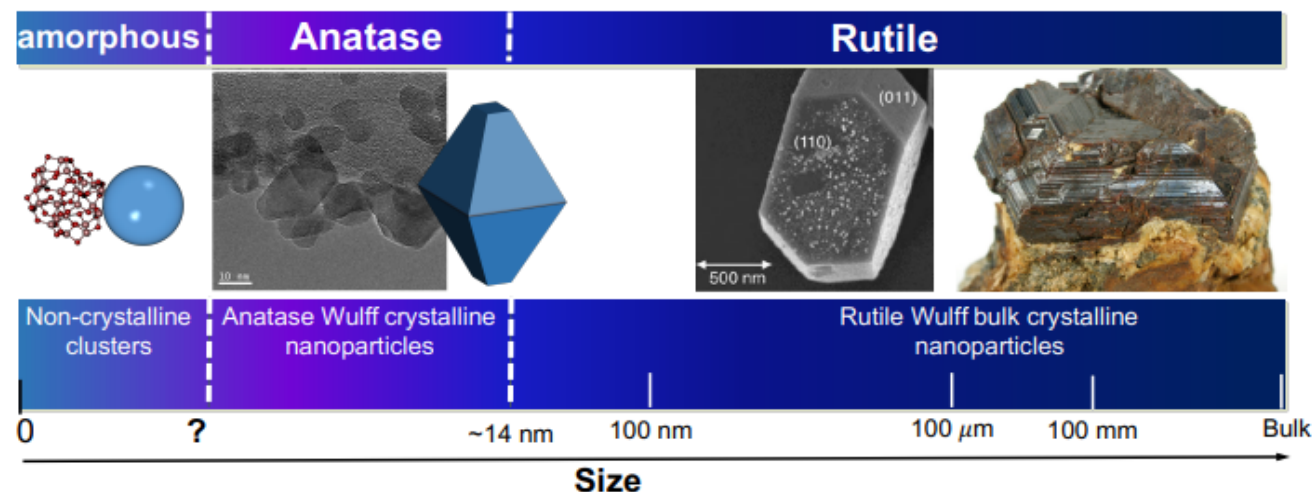 amorphous Anatase Rutile
(011)
(110)
10 nm
500 nm
Non-crystalline
clusters
Anatase Wulff crystalline
nanoparticles
Rutile Wulff bulk crystalline
nanoparticles
0 ? ~14 nm 100 nm 100 μm 100 mm Bulk
Size